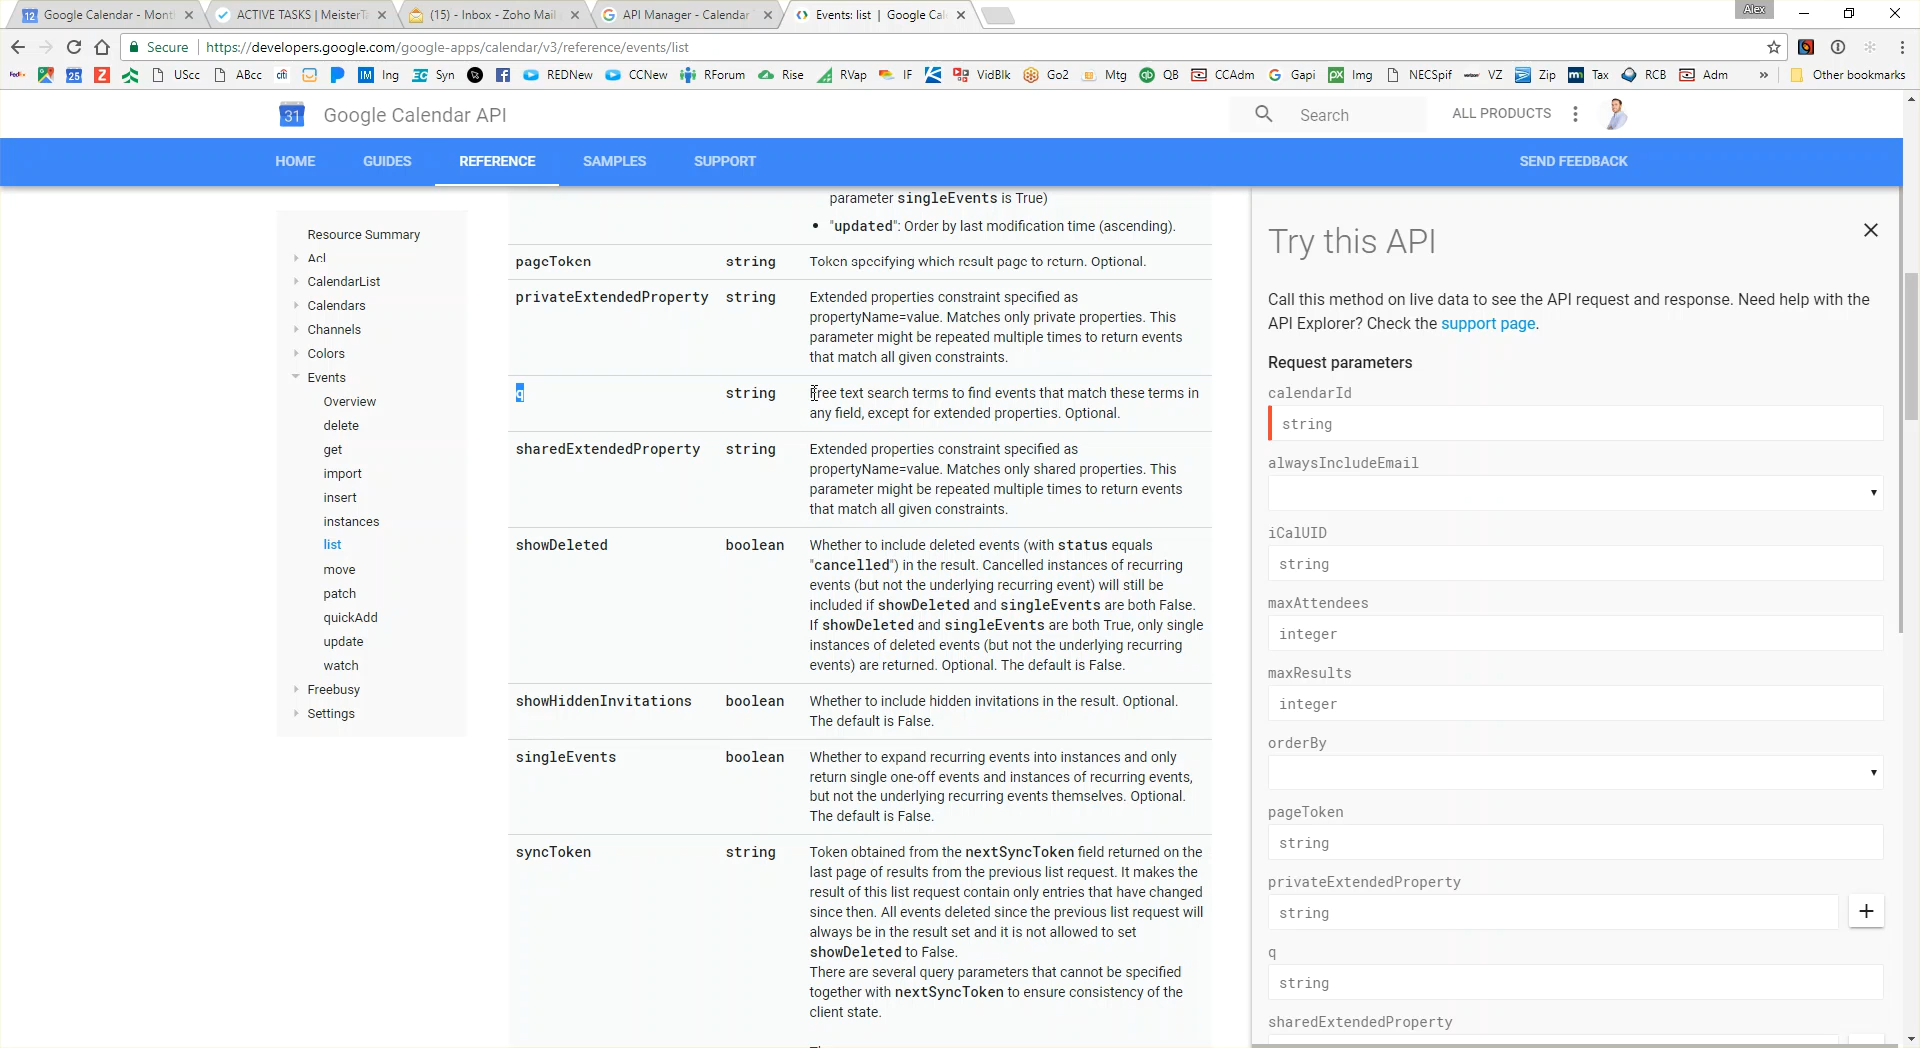 12 Google Calendar - Mont
ACTIVE TASKS | MeisterTa
(15) - Inbox - Zoho Mail
API Manager - Calendar
Events: list | Google Cal
Alex
Secure
https://developers.google.com/google-apps/calendar/v3/reference/events/list
FedEx
25
Z
UScc
ABcc
citi
IM Ing
EC Syn
REDNew
CCNew
RForum
Rise
RVap
IF
VidBlk
Go2
Mtg
qb QB
CCAdm
Gapi
px Img
NECSpif
VZ
Zip
Tax
RCB
Adm
»
Other bookmarks
31 Google Calendar API
Search
ALL PRODUCTS
HOME
GUIDES
REFERENCE
SAMPLES
SUPPORT
SEND FEEDBACK
Resource Summary
Acl
CalendarList
Calendars
Channels
Colors
Events
Overview
delete
get
import
insert
instances
list
move
patch
quickAdd
update
watch
Freebusy
Settings
parameter singleEvents is True)
• "updated": Order by last modification time (ascending).
pageToken string Token specifying which result page to return. Optional.
privateExtendedProperty string Extended properties constraint specified as
propertyName=value. Matches only private properties. This
parameter might be repeated multiple times to return events
that match all given constraints.
q string Free text search terms to find events that match these terms in
any field, except for extended properties. Optional.
sharedExtendedProperty string Extended properties constraint specified as
propertyName=value. Matches only shared properties. This
parameter might be repeated multiple times to return events
that match all given constraints.
showDeleted boolean Whether to include deleted events (with status equals
"cancelled") in the result. Cancelled instances of recurring
events (but not the underlying recurring event) will still be
included if showDeleted and singleEvents are both False.
If showDeleted and singleEvents are both True, only single
instances of deleted events (but not the underlying recurring
events) are returned. Optional. The default is False.
showHiddenInvitations boolean Whether to include hidden invitations in the result. Optional.
The default is False.
singleEvents boolean Whether to expand recurring events into instances and only
return single one-off events and instances of recurring events,
but not the underlying recurring events themselves. Optional.
The default is False.
syncToken string Token obtained from the nextSyncToken field returned on the
last page of results from the previous list request. It makes the
result of this list request contain only entries that have changed
since then. All events deleted since the previous list request will
always be in the result set and it is not allowed to set
showDeleted to False.
There are several query parameters that cannot be specified
together with nextSyncToken to ensure consistency of the
client state.
Try this API
Call this method on live data to see the API request and response. Need help with the
API Explorer? Check the support page.
Request parameters
calendarId
string
alwaysIncludeEmail
iCalUID
string
maxAttendees
integer
maxResults
integer
orderBy
pageToken
string
privateExtendedProperty
string
q
string
sharedExtendedProperty